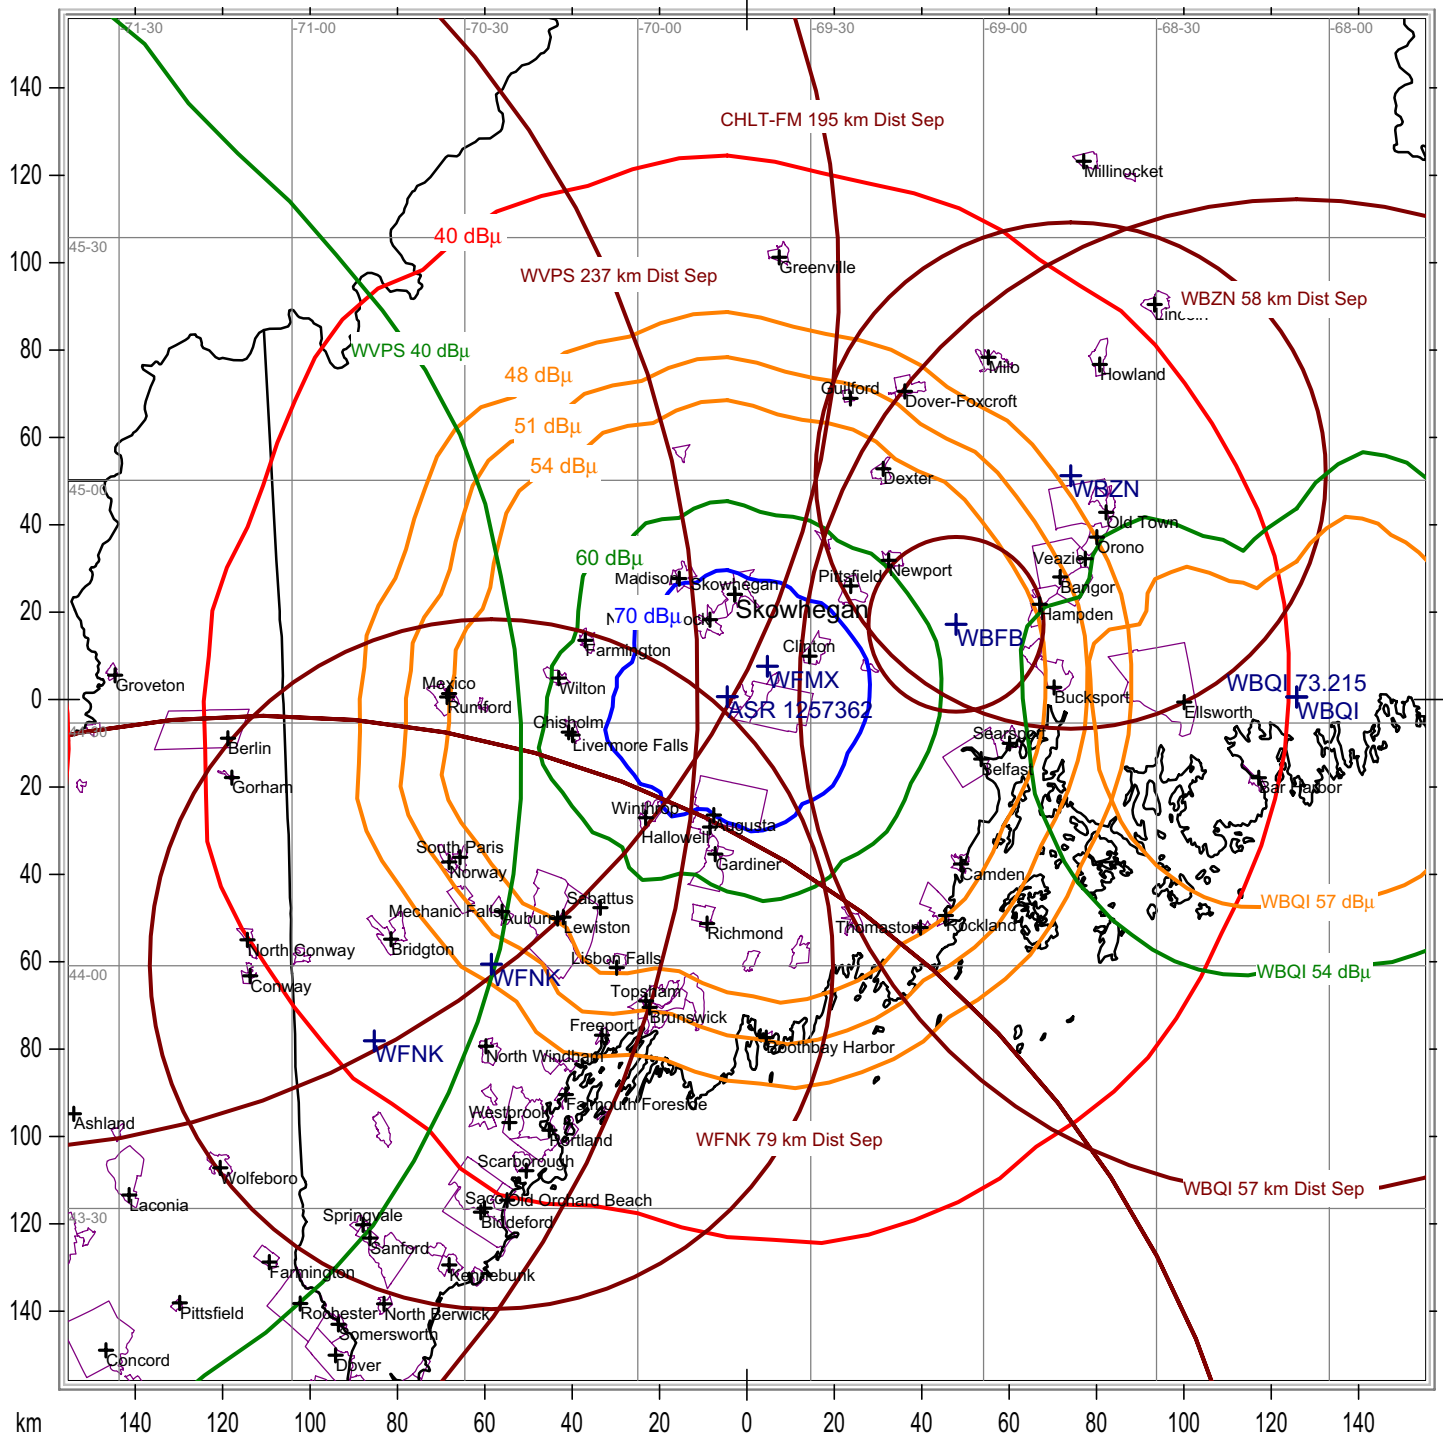 -71-30
-71-00
-70-30
-70-00
-69-30
-69-00
-68-30
-68-00
140
CHLT-FM 195 km Dist Sep
120
Millinocket
40 dBµ
45-30
100
Greenville
WVPS 237 km Dist Sep
WBZN 58 km Dist Sep
Lincoln
80
WVPS 40 dBµ
Milo
Howland
48 dBµ
Guilford
Dover-Foxcroft
60
51 dBµ
54 dBµ
Dexter
45-00
WBZN
40
Old Town
Orono
60 dBµ
Veazie
Newport
Madison
Skowhegan
Pittsfield
Bangor
20
70 dBµ
Skowhegan
Hampden
Farmington
Clinton
WBFB
Groveton
Wilton
WFMX
Mexico
Rumford
0
ASR 1257362
Bucksport
WBQI 73.215
WBQI
Ellsworth
44-30
Chisholm
Livermore Falls
Berlin
Searsport
Belfast
20
Gorham
Bar Harbor
Winthrop
Augusta
Hallowell
South Paris
Norway
Gardiner
Camden
40
Sabattus
Mechanic Falls
Auburn
Lewiston
WBQI 57 dBµ
Bridgton
Richmond
Thomaston
Rockland
North Conway
60
Lisbon Falls
44-00
Conway
WFNK
WBQI 54 dBµ
Topsham
Brunswick
Freeport
80
WFNK
North Windham
Boothbay Harbor
Falmouth Foreside
Ashland
Westbrook
100
Portland
WFNK 79 km Dist Sep
Scarborough
Wolfeboro
Laconia
Saco
Old Orchard Beach
WBQI 57 km Dist Sep
43-30
120
Springvale
Biddeford
Sanford
Farmington
Kennebunk
140
Pittsfield
Rochester
North Berwick
Somersworth
Concord
Dover
km
140
120
100
80
60
40
20
0
20
40
60
80
100
120
140